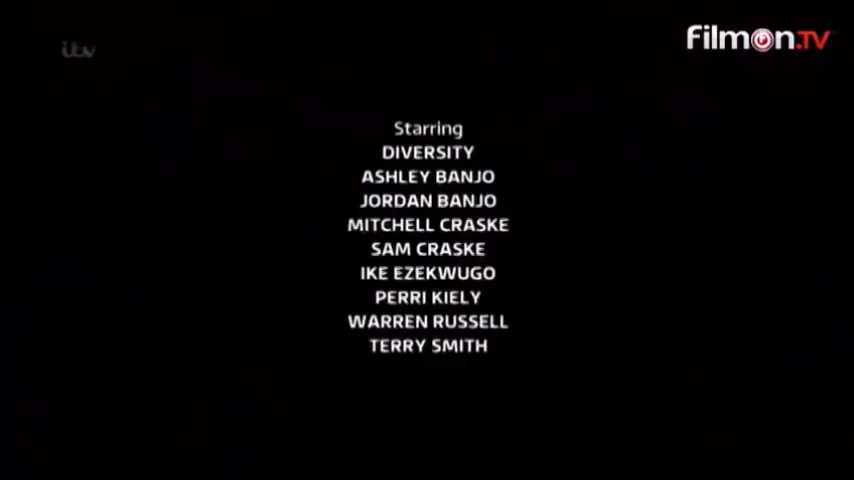 itv
Filmon.TV
Starring
DIVERSITY
ASHLEY BANJO
JORDAN BANJO
MITCHELL CRASKE
SAM CRASKE
IKE EZEKWUGO
PERRI KIELY
WARREN RUSSELL
TERRY SMITH